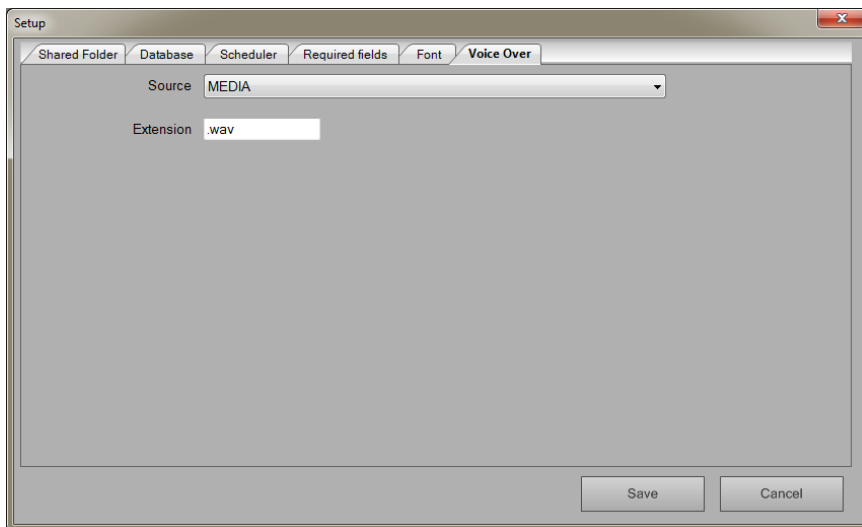 Setup
Shared Folder Database Scheduler Required fields Font Voice Over
Source MEDIA
Extension .wav
Save Cancel